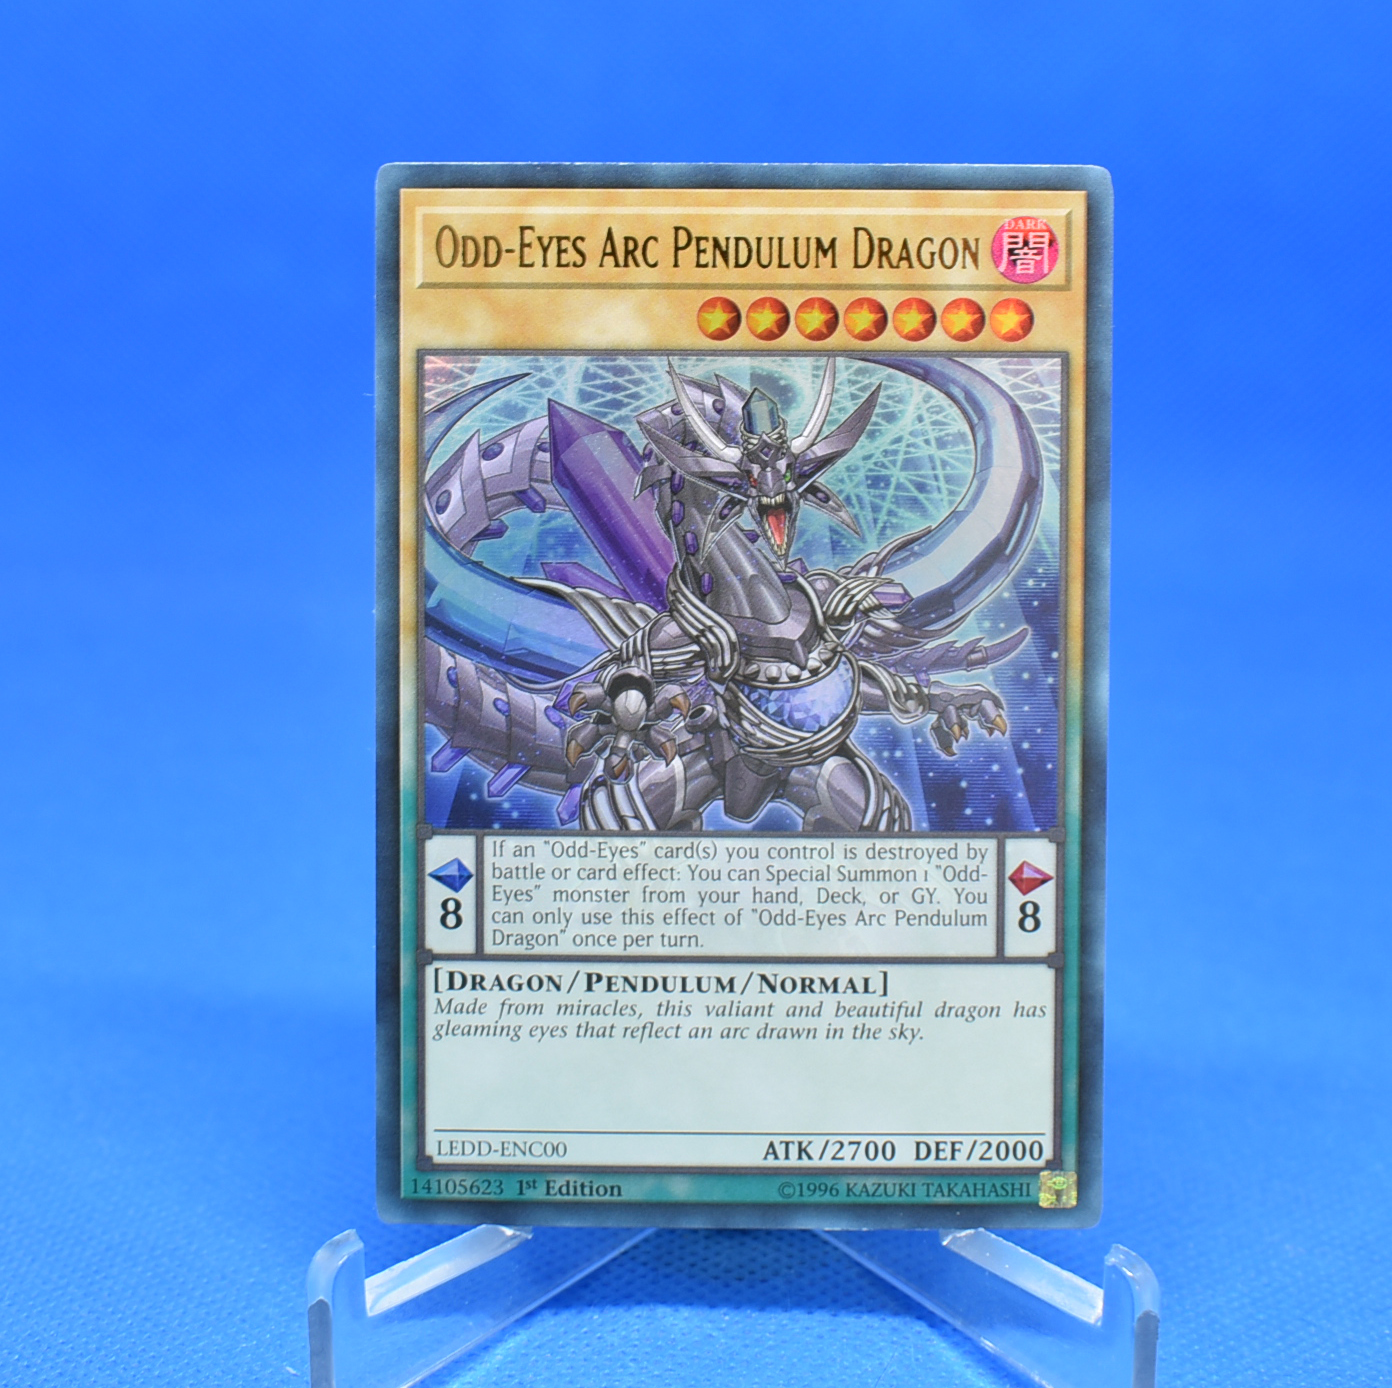 ODD-EYES ARC PENDULUM DRAGON
DARK
闇
If an "Odd-Eyes" card(s) you control is destroyed by
battle or card effect: You can Special Summon 1 "Odd-
Eyes" monster from your hand, Deck, or GY. You
can only use this effect of "Odd-Eyes Arc Pendulum
Dragon" once per turn.
8
8
[DRAGON/PENDULUM/NORMAL]
Made from miracles, this valiant and beautiful dragon has
gleaming eyes that reflect an arc drawn in the sky.
LEDD-ENC00
ATK/2700 DEF/2000
14105623 1st Edition
©1996 KAZUKI TAKAHASHI